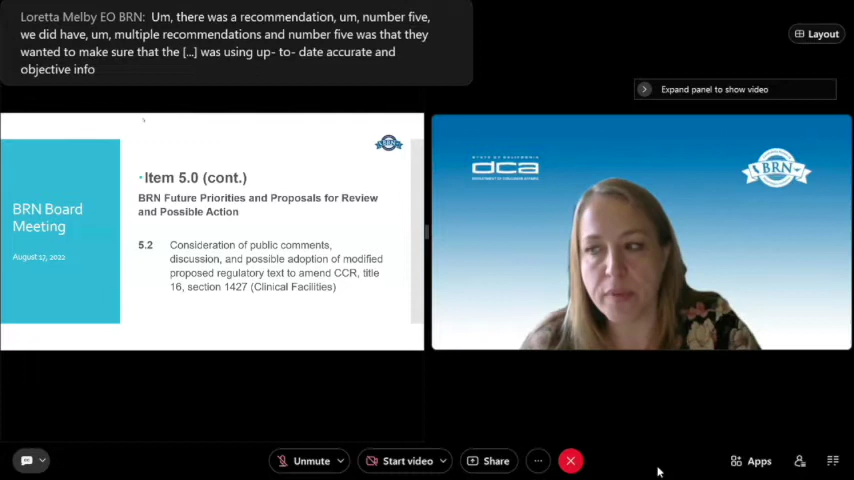 Loretta Melby EO BRN: Um, there was a recommendation, um, number five,
we did have, um, multiple recommendations and number five was that they
wanted to make sure that the [...] was using up- to- date accurate and
objective info
Layout
Expand panel to show video
BRN
Item 5.0 (cont.)
BRN Future Priorities and Proposals for Review
and Possible Action
BRN Board
Meeting
August 17, 2022
5.2 Consideration of public comments,
discussion, and possible adoption of modified
proposed regulatory text to amend CCR, title
16, section 1427 (Clinical Facilities)
STATE OF CALIFORNIA
dca
DEPARTMENT OF CONSUMER AFFAIRS
BRN
Unmute
Start video
Share
Apps